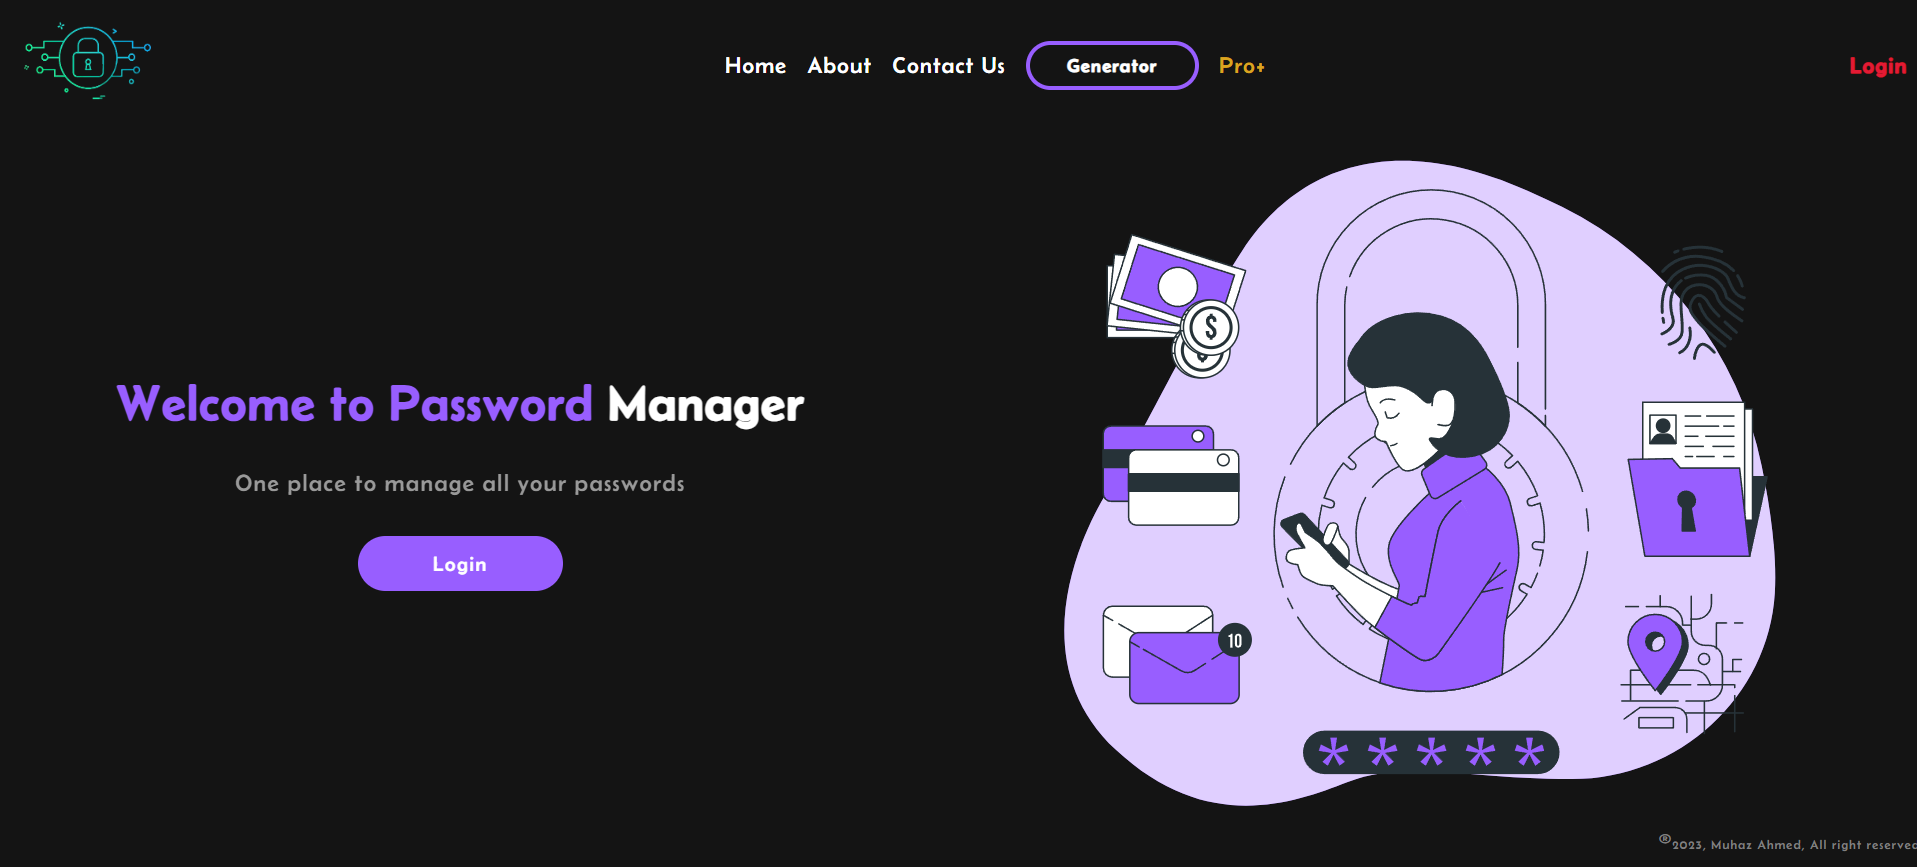 Home About Contact Us Generator Pro+ Login
$
$
Welcome to Password Manager
One place to manage all your passwords
Login
10
*****
®2023, Muhaz Ahmed, All right reserved